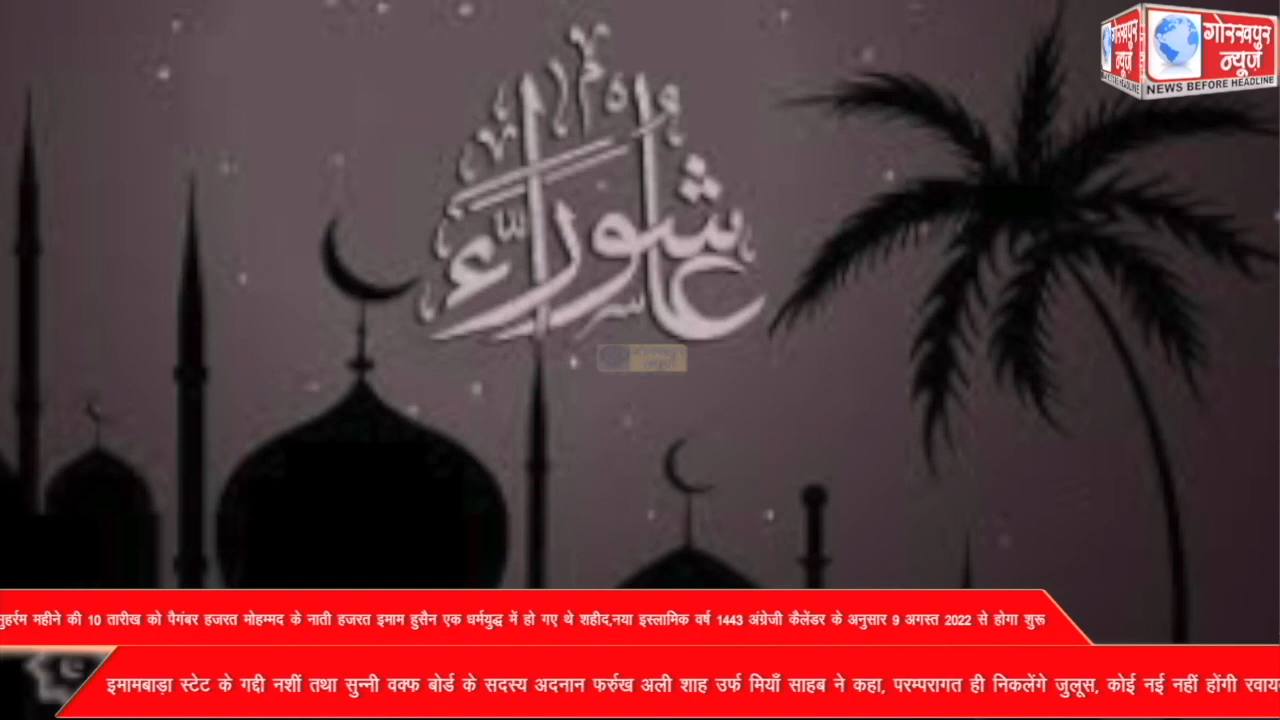 गोरखपुर
न्यूज़
NEWS BEFORE HEADLINE
عاشوراء
मुहर्रम महीने की 10 तारीख को पैगंबर हजरत मोहम्मद के नाती हजरत इमाम हुसैन एक धर्मयुद्ध में हो गए थे शहीद,नया इस्लामिक वर्ष 1443 अंग्रेजी कैलेंडर के अनुसार 9 अगस्त 2022 से होगा शुरू
इमामबाड़ा स्टेट के गद्दी नशीं तथा सुन्नी वक्फ बोर्ड के सदस्य अदनान फर्रुख अली शाह उर्फ मियाँ साहब ने कहा, परम्परागत ही निकलेंगे जुलूस, कोई नई नहीं होंगी